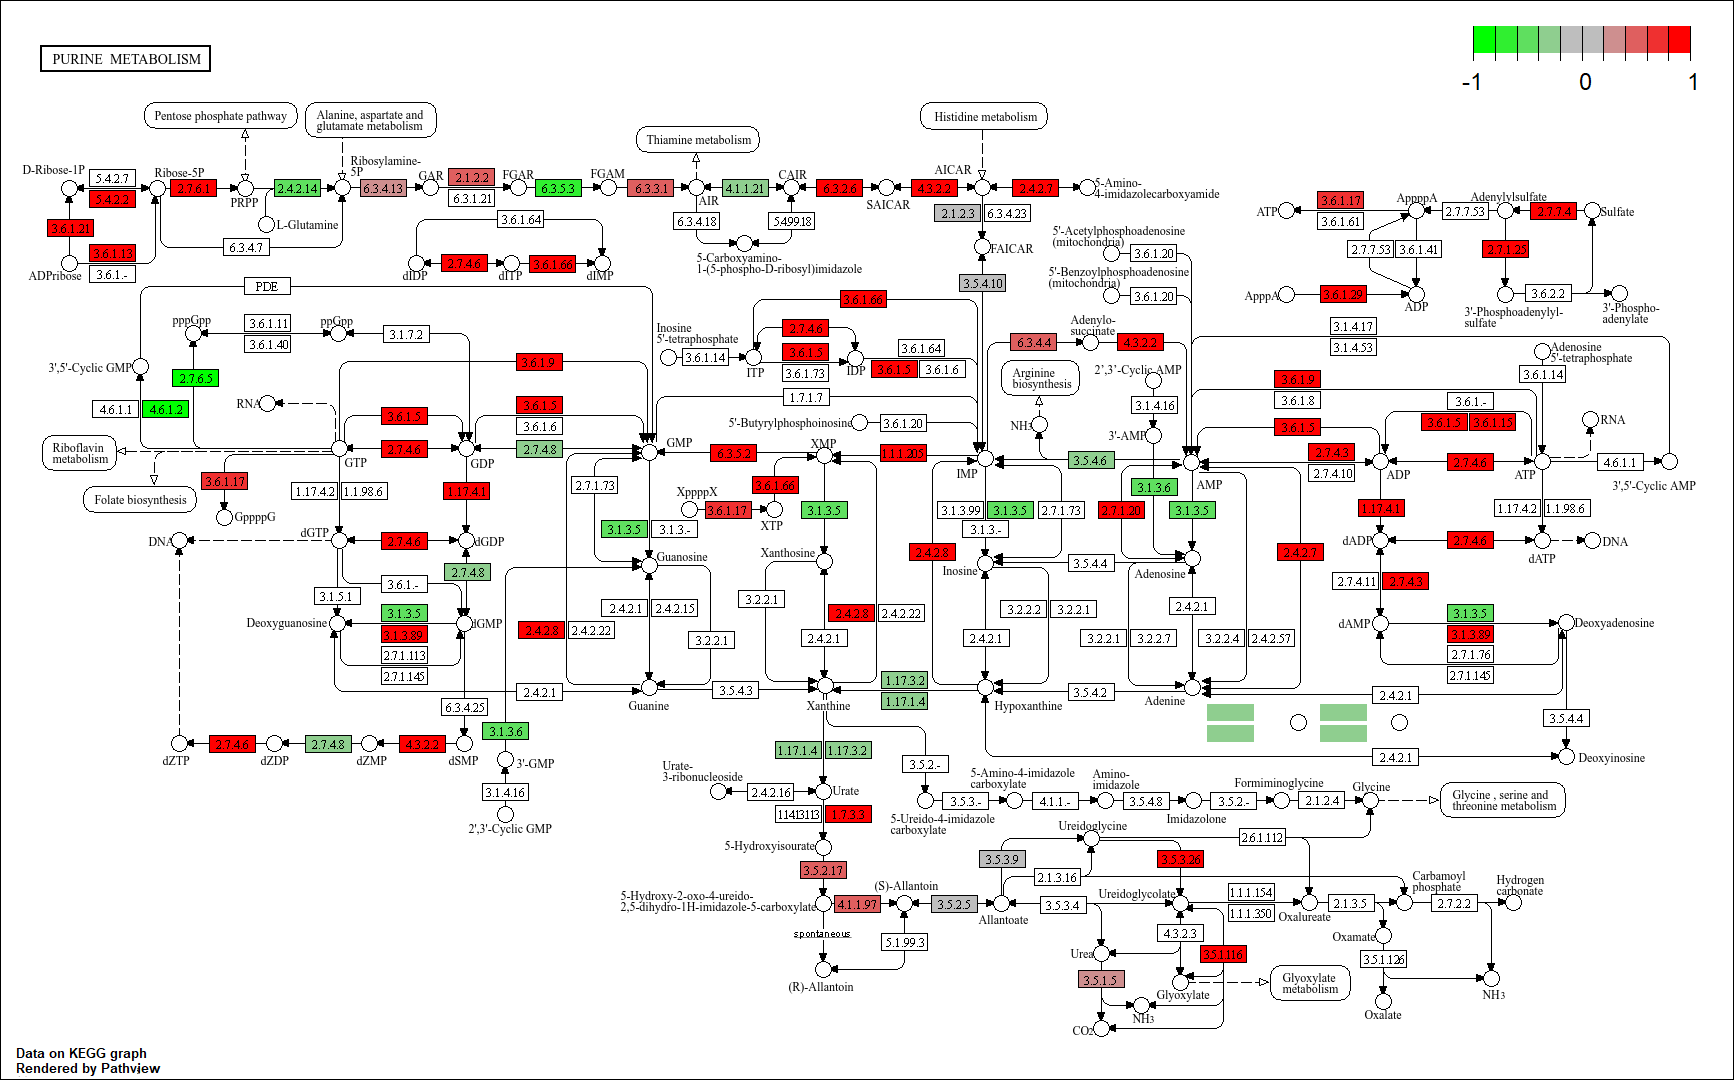 PURINE METABOLISM
-1 0 1
Pentose phosphate pathway
Alanine, aspartate and
glutamate metabolism
Thiamine metabolism
Histidine metabolism
D-Ribose-1P
5.4.2.7
5.4.2.2
Ribose-5P
2.7.6.1
PRPP
2.4.2.14
Ribosylamine-
5P
6.3.4.13
GAR
2.1.2.2
6.3.1.21
FGAR
6.3.5.3
FGAM
6.3.3.1
AIR
4.1.1.21
CAIR
6.3.2.6
SAICAR
4.3.2.2
AICAR
2.4.2.7
5-Amino-
4-imidazolecarboxyamide
3.6.1.21
3.6.1.13
3.6.1.-
ADPribose
L-Glutamine
6.3.4.7
6.3.1.64
dIDP
2.7.4.6
dITP
3.6.1.66
dIMP
6.3.4.18
5.4.99.18
5-Carboxyamino-
1-(5-phospho-D-ribosyl)imidazole
2.1.2.3
6.3.4.23
FAICAR
3.5.4.10
5'-Acetylphosphoadenosine
(mitochondria)
3.6.1.20
5'-Benzoylphosphoadenosine
(mitochondria)
3.6.1.20
ATP
3.6.1.17
3.6.1.61
AppppA
2.7.7.53
Adenylylsulfate
2.7.7.4
Sulfate
2.7.7.53
3.6.1.41
2.7.1.25
ApppA
3.6.1.29
ADP
3.6.2.2
3'-Phosphoadenylyl-
sulfate
3'-Phospho-
adenylate
PDE
pppGpp
3.6.1.11
3.6.1.40
ppGpp
3.1.7.2
3',5'-Cyclic GMP
2.7.6.5
4.6.1.1
4.6.1.2
RNA
3.6.1.9
3.6.1.5
3.6.1.5
3.6.1.6
Inosine
5'-tetraphosphate
3.6.1.14
ITP
3.6.1.66
2.7.4.6
3.6.1.5
3.6.1.73
IDP
3.6.1.64
3.6.1.5
3.6.1.6
1.7.1.7
6.3.4.4
Adenylo-
succinate
4.3.2.2
Arginine
biosynthesis
NH3
2',3'-Cyclic AMP
3.1.4.16
3'-AMP
3.1.4.17
3.1.4.53
Adenosine
5'-tetraphosphate
3.6.1.14
3.6.1.9
3.6.1.8
3.6.1.-
3.6.1.5
3.6.1.5
3.6.1.15
RNA
Riboflavin
metabolism
Folate biosynthesis
GTP
2.7.4.6
GDP
2.7.4.8
GMP
6.3.5.2
XMP
1.1.1.205
IMP
3.5.4.6
AMP
2.7.4.3
2.7.4.10
ADP
2.7.4.6
ATP
4.6.1.1
3',5'-Cyclic AMP
5'-Butyrylphosphoinosine
3.6.1.20
3.6.1.17
GppppG
1.17.4.2
1.1.98.6
1.17.4.1
2.7.1.73
XppppX
3.6.1.17
3.6.1.66
XTP
3.1.3.5
3.1.3.5
3.1.3.-
3.1.3.99
3.1.3.5
2.7.1.73
3.1.3.-
3.1.3.6
2.7.1.20
3.1.3.5
1.17.4.1
1.17.4.2
1.1.98.6
DNA
dGTP
2.7.4.6
dGDP
2.7.4.8
Guanosine
Xanthosine
Inosine
2.4.2.8
3.5.4.4
Adenosine
2.4.2.7
dADP
2.7.4.6
dATP
DNA
2.7.4.11
2.7.4.3
3.6.1.-
3.1.5.1
Deoxyguanosine
3.1.3.5
3.1.3.89
2.7.1.113
2.7.1.145
dGMP
2.4.2.8
2.4.2.22
2.4.2.1
2.4.2.15
3.2.2.1
3.2.2.1
2.4.2.8
2.4.2.22
2.4.2.1
2.4.2.1
3.2.2.2
3.2.2.1
3.2.2.1
3.2.2.7
2.4.2.1
3.2.2.4
2.4.2.57
dAMP
3.1.3.5
3.1.3.89
2.7.1.76
2.7.1.145
Deoxyadenosine
2.4.2.1
Guanine
3.5.4.3
Xanthine
1.17.3.2
1.17.1.4
Hypoxanthine
3.5.4.2
Adenine
2.4.2.1
6.3.4.25
3.5.4.4
2.4.2.1
Deoxyinosine
dZTP
2.7.4.6
dZDP
2.7.4.8
dZMP
4.3.2.2
dSMP
3.1.3.6
3'-GMP
3.1.4.16
2',3'-Cyclic GMP
1.17.1.4
1.17.3.2
Urate-
3-ribonucleoside
2.4.2.16
Urate
1.14.13.113
1.7.3.3
5-Hydroxyisourate
3.5.2.17
3.5.2.-
3.5.3.-
5-Amino-4-imidazole
carboxylate
4.1.1.-
Amino-
imidazole
3.5.4.8
Imidazolone
3.5.2.-
Formiminoglycine
2.1.2.4
Glycine
Glycine , serine and
threonine metabolism
5-Ureido-4-imidazole
carboxylate
Ureidoglycine
2.6.1.112
3.5.3.9
2.1.3.16
3.5.3.26
5-Hydroxy-2-oxo-4-ureido-
2,5-dihydro-1H-imidazole-5-carboxylate
4.1.1.97
(S)-Allantoin
3.5.2.5
Allantoate
3.5.3.4
Ureidoglycolate
1.1.1.154
1.1.1.350
Oxalureate
2.1.3.5
Carbamoyl
phosphate
2.7.2.2
Hydrogen
carbonate
spontaneous
5.1.99.3
(R)-Allantoin
Urea
4.3.2.3
3.5.1.116
3.5.1.5
Glyoxylate
Glyoxylate
metabolism
Oxamate
3.5.1.126
Oxalate
NH3
NH3
CO2
Data on KEGG graph
Rendered by Pathview